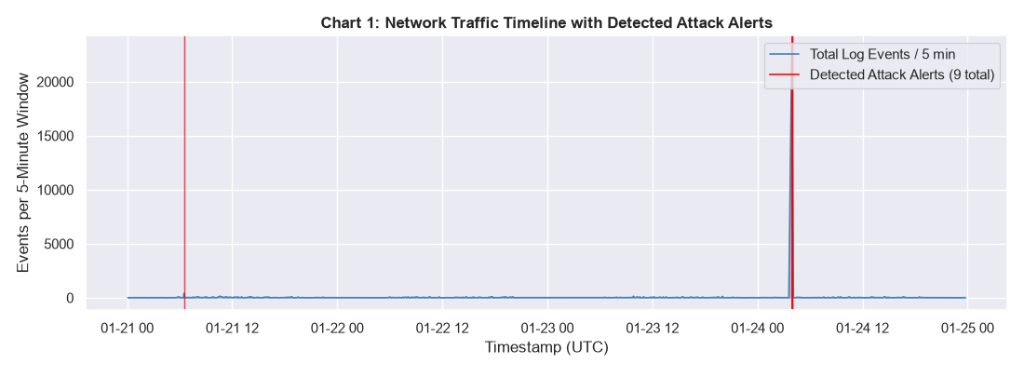 Chart 1: Network Traffic Timeline with Detected Attack Alerts
Total Log Events / 5 min
Detected Attack Alerts (9 total)
Events per 5-Minute Window
20000
15000
10000
5000
0
01-21 00 01-21 12 01-22 00 01-22 12 01-23 00 01-23 12 01-24 00 01-24 12 01-25 00
Timestamp (UTC)